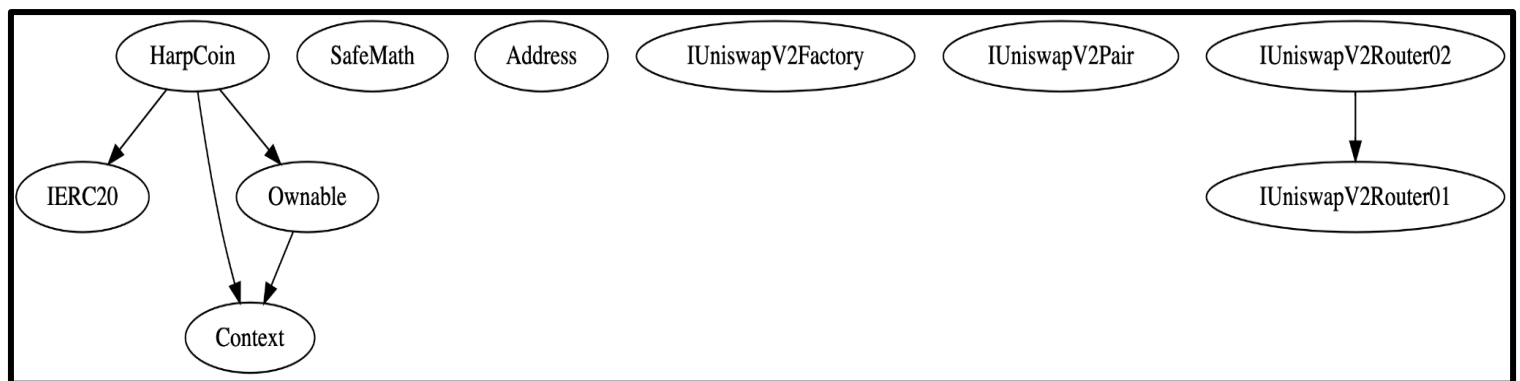 HarpCoin
SafeMath
Address
IUniswapV2Factory
IUniswapV2Pair
IUniswapV2Router02
IERC20
Ownable
IUniswapV2Router01
Context